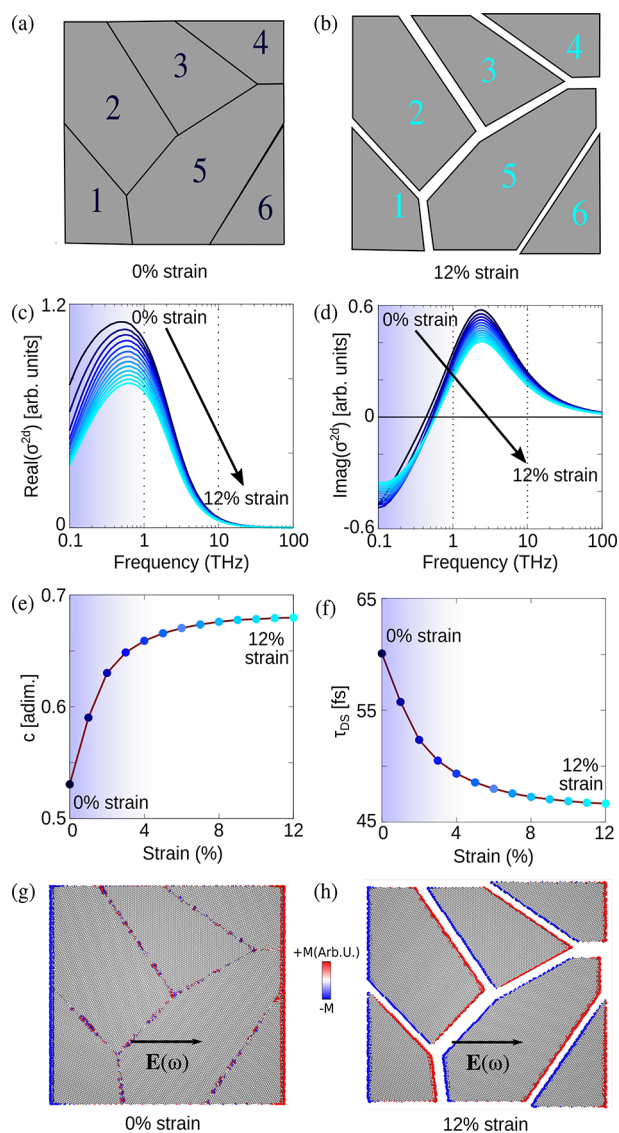 (a)
1
2
3
4
5
6
0% strain
(b)
1
2
3
4
5
6
12% strain
(c)
Real(σ²ᵈ) [arb. units]
1.2
0
0% strain
12% strain
0.1
1
10
100
Frequency (THz)
(d)
Imag(σ²ᵈ) [arb. units]
0.6
0
-0.6
0% strain
12% strain
0.1
1
10
100
Frequency (THz)
(e)
c [adim.]
0.7
0.6
0.5
12%
strain
0% strain
0
4
8
12
Strain (%)
(f)
τDS [fs]
65
55
45
0% strain
12%
strain
0
4
8
12
Strain (%)
(g)
E(ω)
0% strain
(h)
+M(Arb.U.)
-M
E(ω)
12% strain